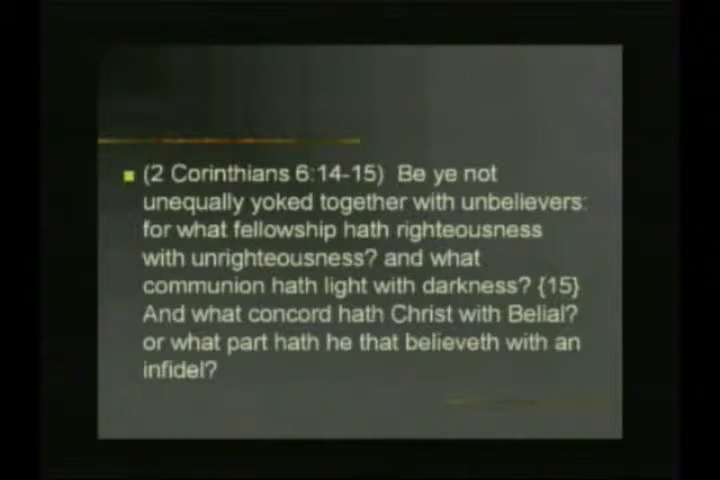 (2 Corinthians 6:14-15) Be ye not
unequally yoked together with unbelievers:
for what fellowship hath righteousness
with unrighteousness? and what
communion hath light with darkness? {15}
And what concord hath Christ with Belial?
or what part hath he that believeth with an
infidel?